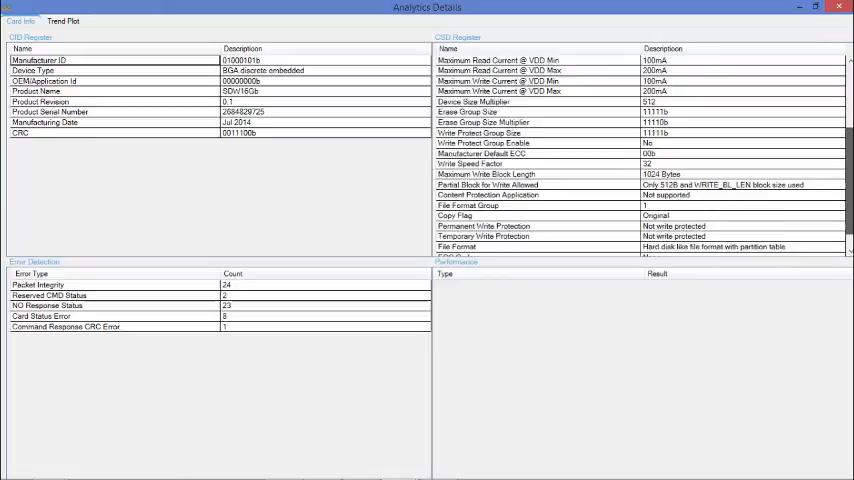 Analytics Details
Card Info Trend Plot
CID Register
Name Descriptioon
Manufacturer ID 01000101b
Device Type BGA discrete embedded
OEM/Application Id 00000000b
Product Name SDW16Gb
Product Revision 0.1
Product Serial Number 2684829725
Manufacturing Date Jul 2014
CRC 0011100b
CSD Register
Name Descriptioon
Maximum Read Current @ VDD Min 100mA
Maximum Read Current @ VDD Max 200mA
Maximum Write Current @ VDD Min 100mA
Maximum Write Current @ VDD Max 200mA
Device Size Multiplier 512
Erase Group Size 11111b
Erase Group Size Multiplier 11110b
Write Protect Group Size 11111b
Write Protect Group Enable No
Manufacturer Default ECC 00b
Write Speed Factor 32
Maximum Write Block Length 1024 Bytes
Partial Block for Write Allowed Only 512B and WRITE_BL_LEN block size used
Content Protection Application Not supported
File Format Group 1
Copy Flag Original
Permanent Write Protection Not write protected
Temporary Write Protection Not write protected
File Format Hard disk like file format with partition table
Error Detection
Error Type Count
Packet Integrity 24
Reserved CMD Status 2
NO Response Status 23
Card Status Error 8
Command Response CRC Error 1
Performance
Type Result